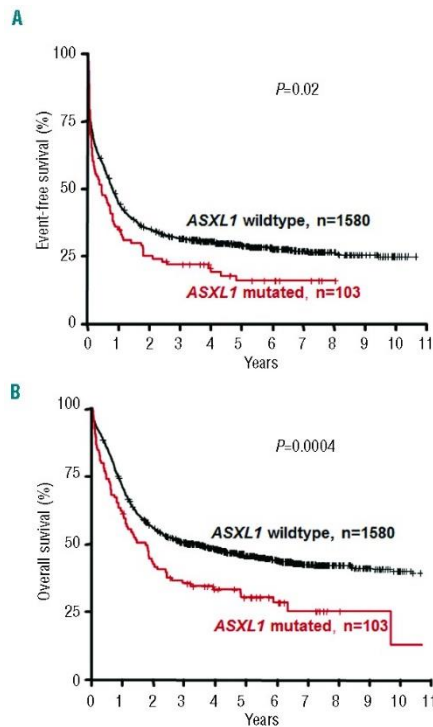 A
100
P=0.02
75
Event-free suvival (%)
50
ASXL1 wildtype, n=1580
25
ASXL1 mutated, n=103
0
0 1 2 3 4 5 6 7 8 9 10 11
Years
B
100
P=0.0004
75
Overall suvival (%)
50
ASXL1 wildtype, n=1580
25
ASXL1 mutated, n=103
0
0 1 2 3 4 5 6 7 8 9 10 11
Years